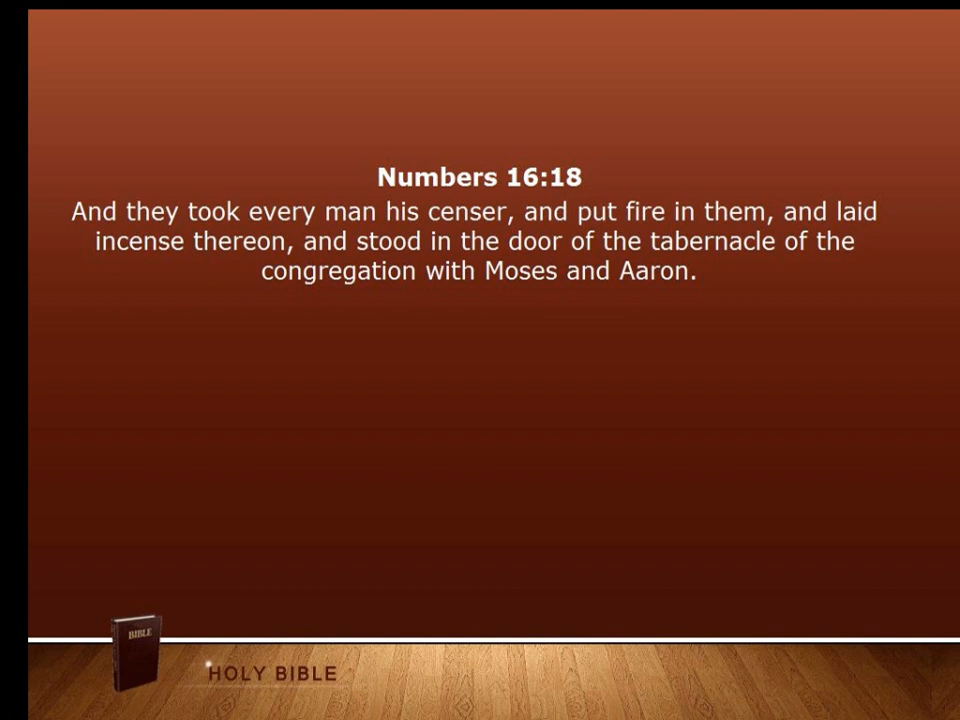 Numbers 16:18
And they took every man his censer, and put fire in them, and laid
incense thereon, and stood in the door of the tabernacle of the
congregation with Moses and Aaron.
BIBLE
HOLY BIBLE